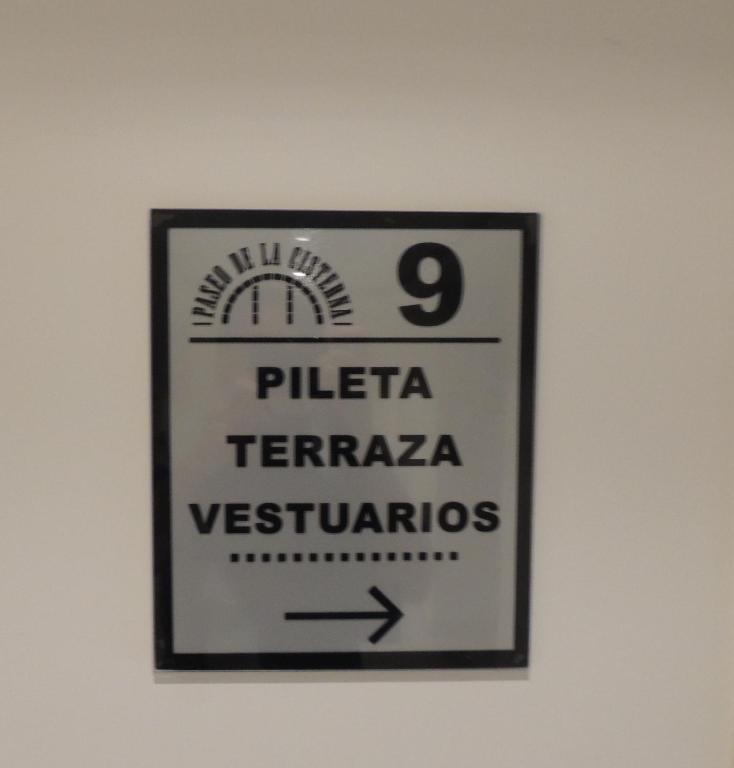 PASEO DE LA CISTERNA
9
PILETA
TERRAZA
VESTUARIOS